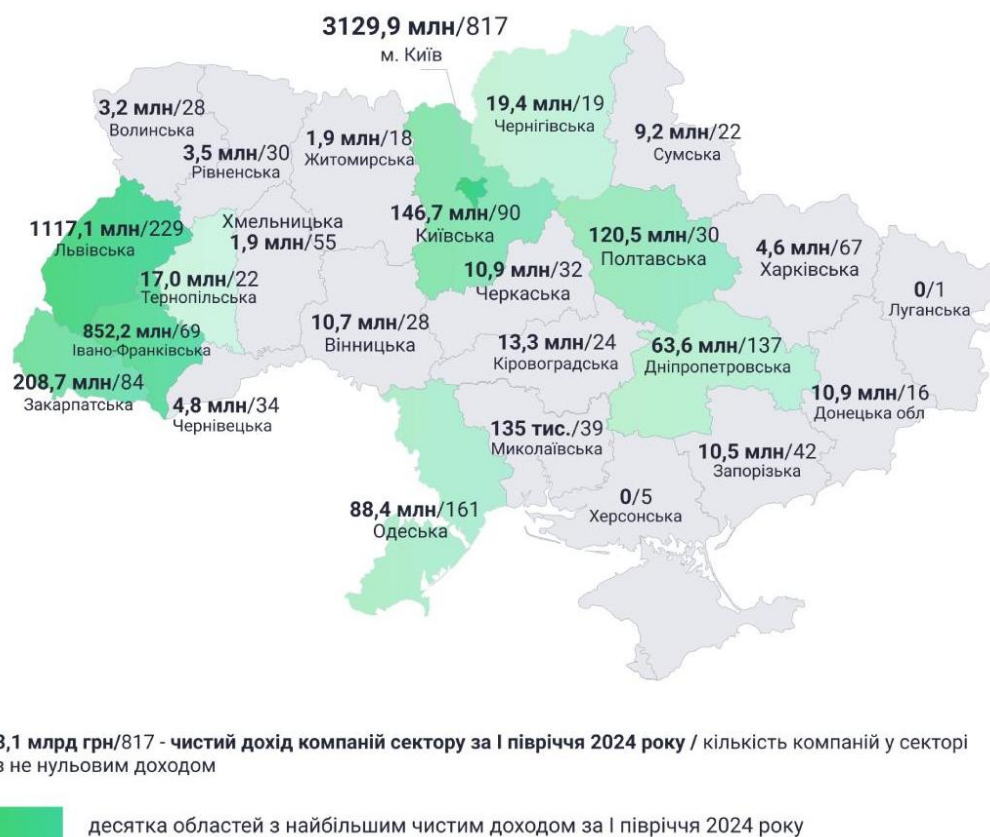 3129,9 млн/817
м. Київ
19,4 млн/19
Чернігівська
3,2 млн/28
Волинська
9,2 млн/22
Сумська
1,9 млн/18
Житомирська
3,5 млн/30
Рівненська
1117,1 млн/229
Львівська
Хмельницька
1,9 млн/55
146,7 млн/90
Київська
120,5 млн/30
Полтавська
4,6 млн/67
Харківська
17,0 млн/22
Тернопільська
10,9 млн/32
Черкаська
0/1
Луганська
852,2 млн/69
Івано-Франківська
10,7 млн/28
Вінницька
13,3 млн/24
Кіровоградська
63,6 млн/137
Дніпропетровська
208,7 млн/84
Закарпатська
4,8 млн/34
Чернівецька
10,9 млн/16
Донецька обл
135 тис./39
Миколаївська
10,5 млн/42
Запорізька
0/5
Херсонська
88,4 млн/161
Одеська
3,1 млрд грн/817 - чистий дохід компаній сектору за І півріччя 2024 року / кількість компаній у секторі
з не нульовим доходом
десятка областей з найбільшим чистим доходом за І півріччя 2024 року